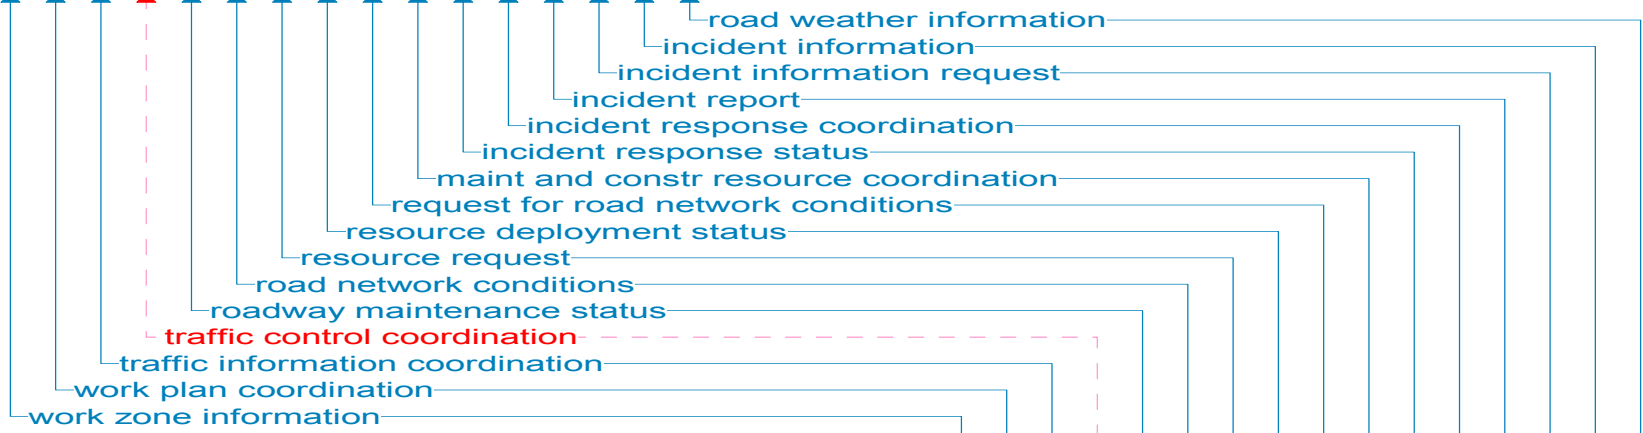 road weather information
incident information
incident information request
incident report
incident response coordination
incident response status
maint and constr resource coordination
request for road network conditions
resource deployment status
resource request
road network conditions
roadway maintenance status
traffic control coordination
traffic information coordination
work plan coordination
work zone information